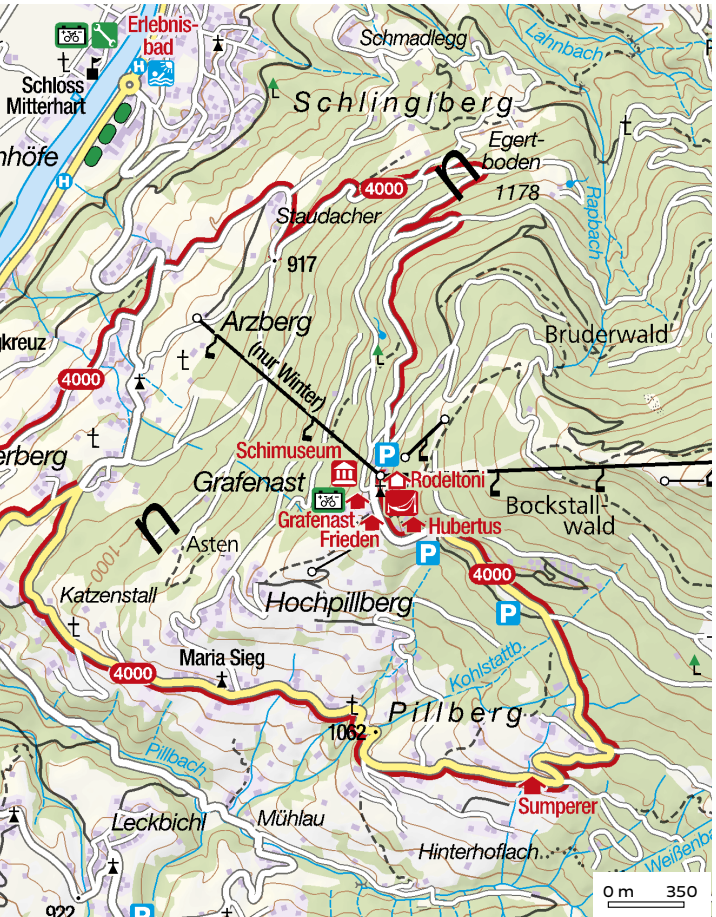 Erlebnis-
bad
Schmadlegg
Lahnbach
H
Schloss
Mitterhart
Schlinglberg
nhöfe
Egert-
boden
1178
n
4000
H
Staudacher
Rapbach
917
Arzberg
(nur Winter)
Bruderwald
gkreuz
4000
erberg
P
Schimuseum
Grafenast
Rodeltoni
Grafenast
Frieden
Hubertus
Bockstall-
wald
n
Asten
P
1000
4000
Katzenstall
Hochpillberg
P
Maria Sieg
4000
Kohlstattb.
Pillberg
1062
Pillbach
Sumperer
Leckbichl
Mühlau
Hinterhoflach
Weißenba
922
P
0 m 350